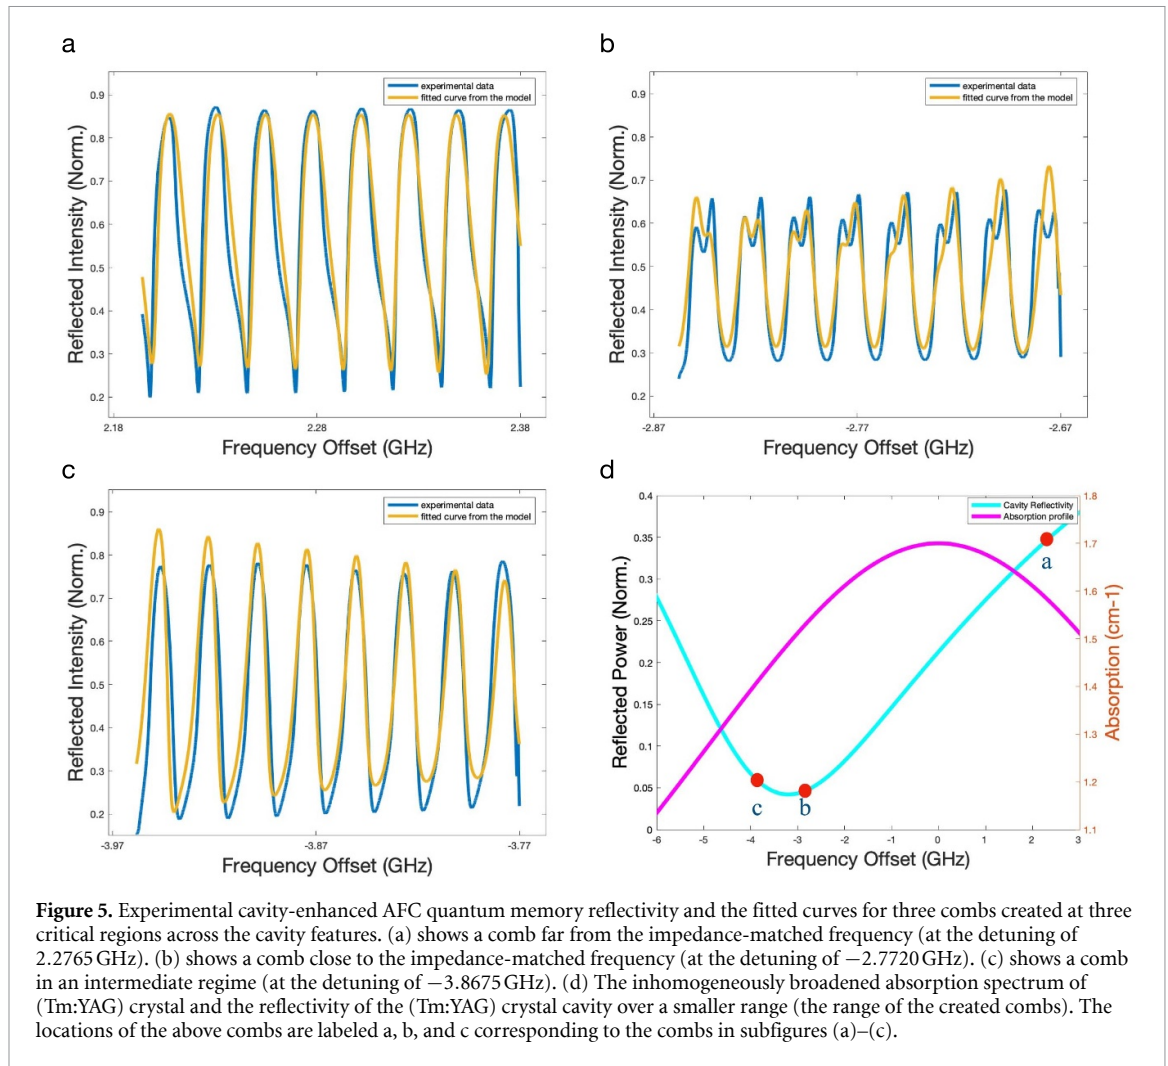 a
experimental data
fitted curve from the model
Reflected Intensity (Norm.)
0.9
0.8
0.7
0.6
0.5
0.4
0.3
0.2
2.18
2.28
2.38
Frequency Offset (GHz)
b
experimental data
fitted curve from the model
Reflected Intensity (Norm.)
0.9
0.8
0.7
0.6
0.5
0.4
0.3
0.2
-2.87
-2.77
-2.67
Frequency Offset (GHz)
c
experimental data
fitted curve from the model
Reflected Intensity (Norm.)
0.9
0.8
0.7
0.6
0.5
0.4
0.3
0.2
-3.97
-3.87
-3.77
Frequency Offset (GHz)
d
Cavity Reflectivity
Absorption profile
Reflected Power (Norm.)
0.4
0.35
0.3
0.25
0.2
0.15
0.1
0.05
0
Absorption (cm-1)
1.8
1.7
1.6
1.5
1.4
1.3
1.2
1.1
a
c
b
-6
-5
-4
-3
-2
-1
0
1
2
3
Frequency Offset (GHz)
Figure 5. Experimental cavity-enhanced AFC quantum memory reflectivity and the fitted curves for three combs created at three
critical regions across the cavity features. (a) shows a comb far from the impedance-matched frequency (at the detuning of
2.2765 GHz). (b) shows a comb close to the impedance-matched frequency (at the detuning of −2.7720 GHz). (c) shows a comb
in an intermediate regime (at the detuning of −3.8675 GHz). (d) The inhomogeneously broadened absorption spectrum of
(Tm:YAG) crystal and the reflectivity of the (Tm:YAG) crystal cavity over a smaller range (the range of the created combs). The
locations of the above combs are labeled a, b, and c corresponding to the combs in subfigures (a)–(c).